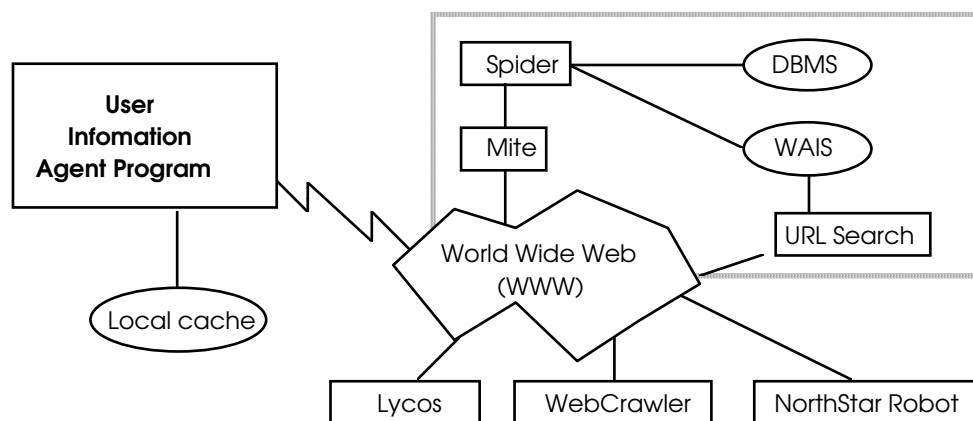 Spider
DBMS
User
Infomation
Agent Program
Mite
WAIS
URL Search
World Wide Web
(WWW)
Local cache
Lycos
WebCrawler
NorthStar Robot